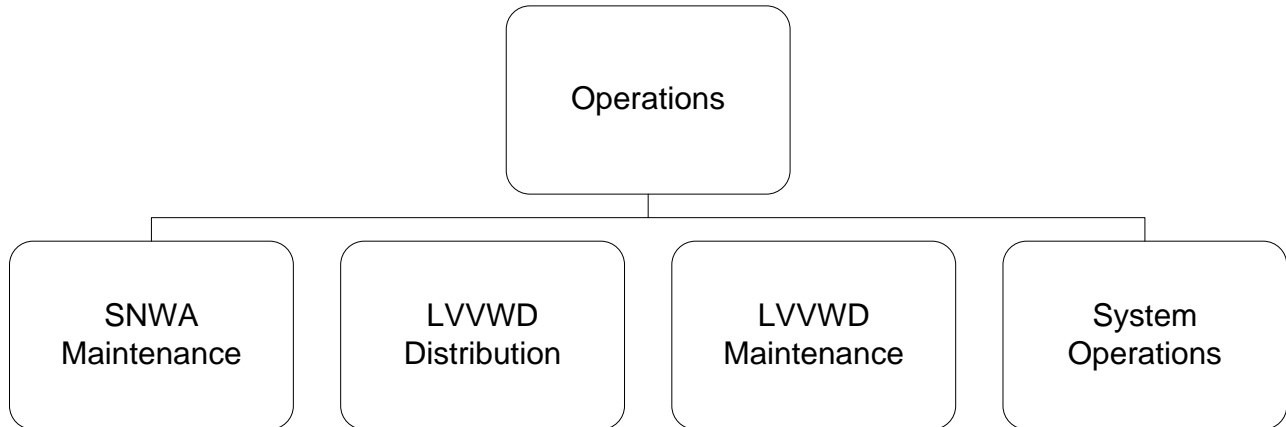 Operations
SNWA
Maintenance
LVVWD
Distribution
LVVWD
Maintenance
System
Operations